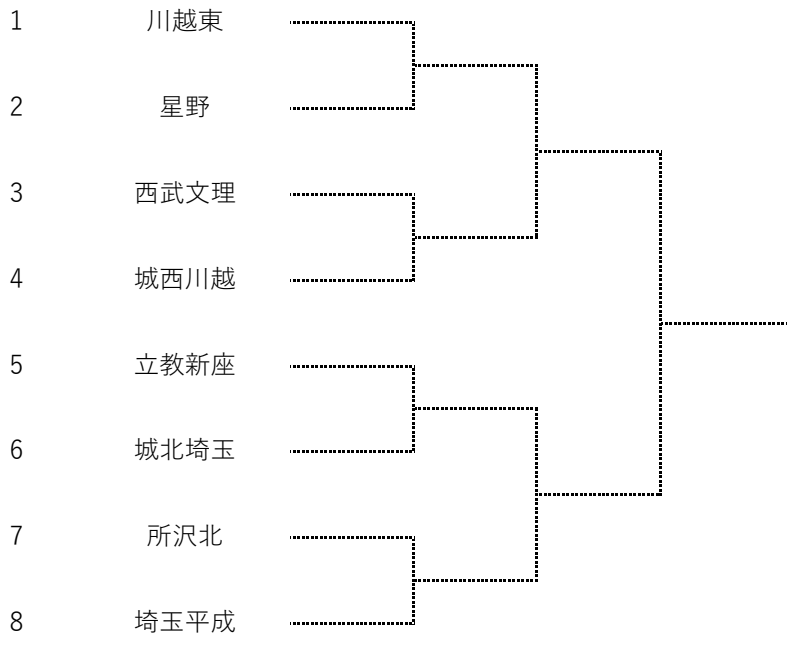 1 川越東
2 星野
3 西武文理
4 城西川越
5 立教新座
6 城北埼玉
7 所沢北
8 埼玉平成